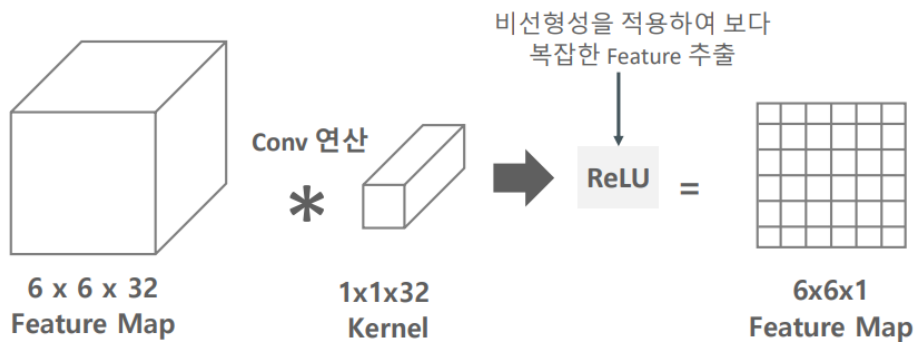 비선형성을 적용하여 보다
복잡한 Feature 추출
Conv 연산
*
ReLU
=
6 x 6 x 32
Feature Map
1x1x32
Kernel
6x6x1
Feature Map